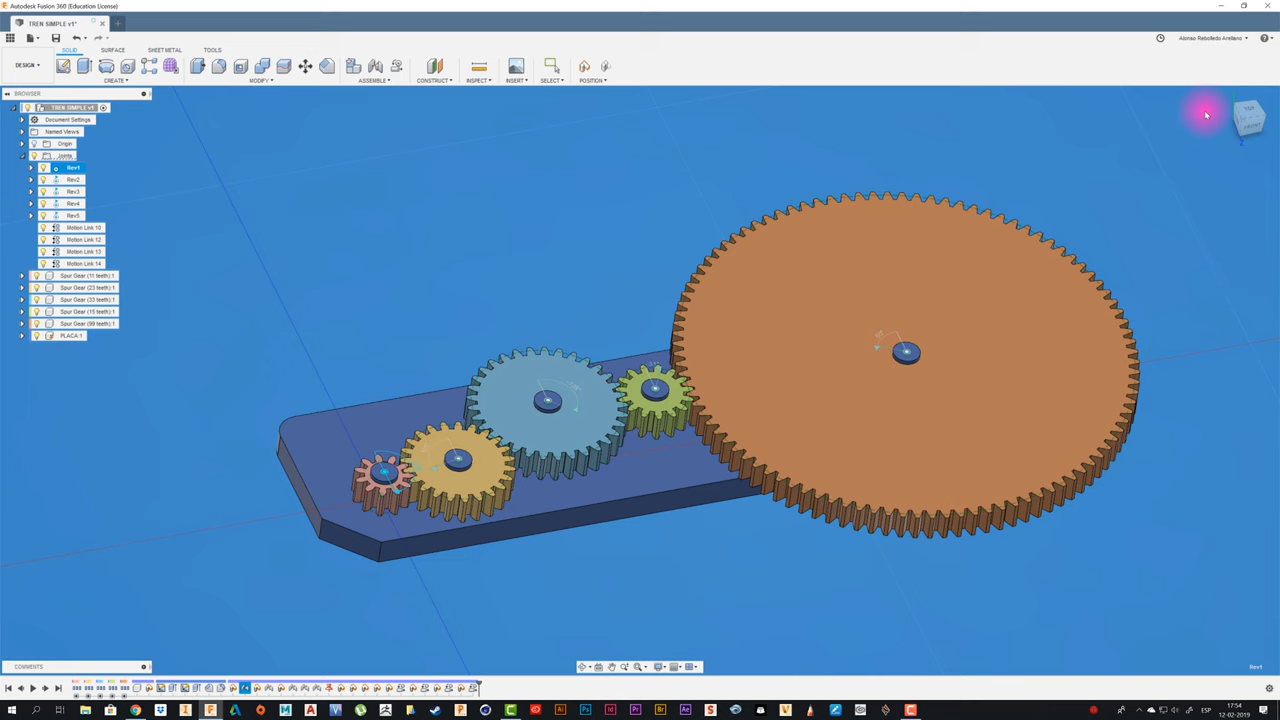 Autodesk Fusion 360 (Education License)
TREN SIMPLE v1*
Alonso Rebolledo Arellano
SOLID
SURFACE
SHEET METAL
TOOLS
DESIGN
CREATE
MODIFY
ASSEMBLE
CONSTRUCT
INSPECT
INSERT
SELECT
POSITION
BROWSER
TREN SIMPLE v1
Document Settings
Named Views
Origin
Joints
Rev1
Rev2
Rev3
Rev4
Rev5
Motion Link 10
Motion Link 12
Motion Link 13
Motion Link 14
Spur Gear (11 teeth):1
Spur Gear (23 teeth):1
Spur Gear (33 teeth):1
Spur Gear (15 teeth):1
Spur Gear (99 teeth):1
PLACA:1
TOP
FRONT
COMMENTS
Rev1
ESP
17:54
12-02-2019